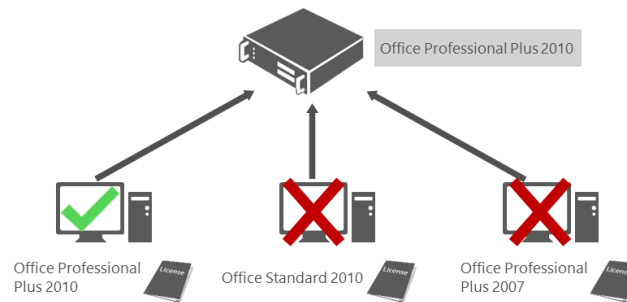 Office Professional Plus 2010
Office Professional
Plus 2010
License
Office Standard 2010
License
Office Professional
Plus 2007
License